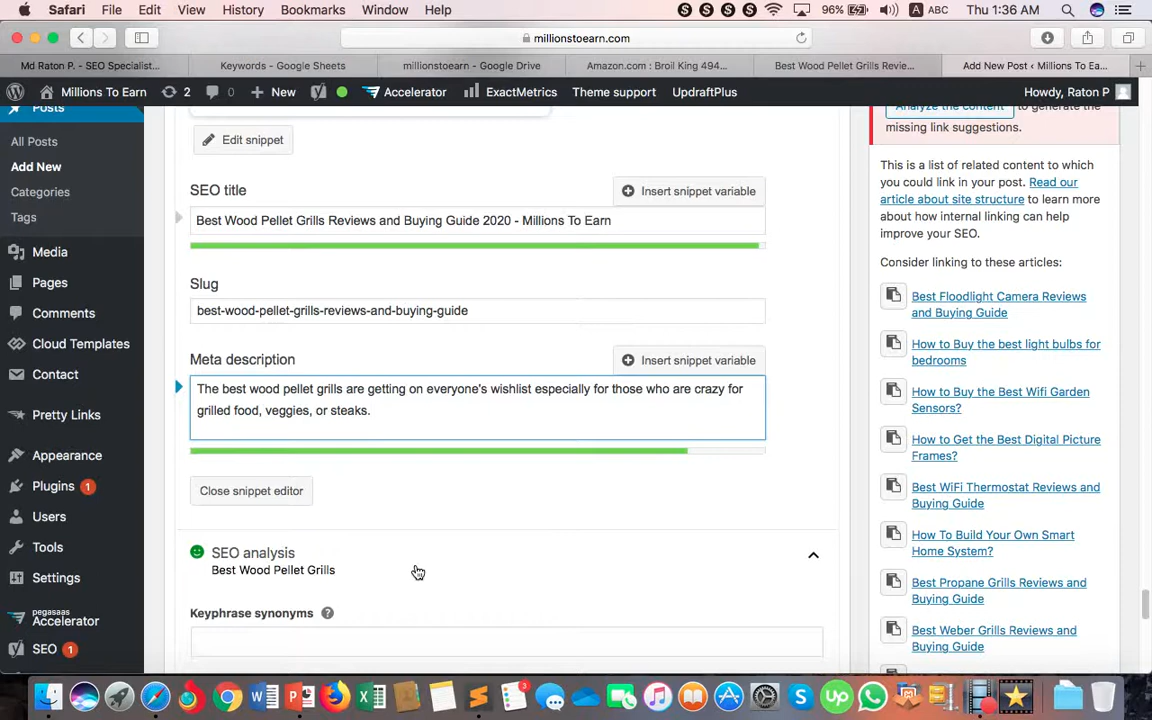 Safari File Edit View History Bookmarks Window Help 96% ABC Thu 1:36 AM
millionstoearn.com
Md Raton P. - SEO Specialist... Keywords - Google Sheets millionstoearn - Google Drive Amazon.com : Broil King 494... Best Wood Pellet Grills Revie... Add New Post ‹ Millions To Ea...
Millions To Earn 2 0 New Accelerator ExactMetrics Theme support UpdraftPlus Howdy, Raton P
Posts
All Posts
Add New
Categories
Tags
Media
Pages
Comments
Cloud Templates
Contact
Pretty Links
Appearance
Plugins 1
Users
Tools
Settings
pegasaas
Accelerator
SEO 1
Edit snippet
SEO title
Insert snippet variable
Best Wood Pellet Grills Reviews and Buying Guide 2020 - Millions To Earn
Slug
best-wood-pellet-grills-reviews-and-buying-guide
Meta description
Insert snippet variable
The best wood pellet grills are getting on everyone's wishlist especially for those who are crazy for
grilled food, veggies, or steaks.
Close snippet editor
SEO analysis
Best Wood Pellet Grills
Keyphrase synonyms ?
Analyze the content to generate the
missing link suggestions.
This is a list of related content to which
you could link in your post. Read our
article about site structure to learn more
about how internal linking can help
improve your SEO.
Consider linking to these articles:
Best Floodlight Camera Reviews
and Buying Guide
How to Buy the best light bulbs for
bedrooms
How to Buy the Best Wifi Garden
Sensors?
How to Get the Best Digital Picture
Frames?
Best WiFi Thermostat Reviews and
Buying Guide
How To Build Your Own Smart
Home System?
Best Propane Grills Reviews and
Buying Guide
Best Weber Grills Reviews and
Buying Guide
3